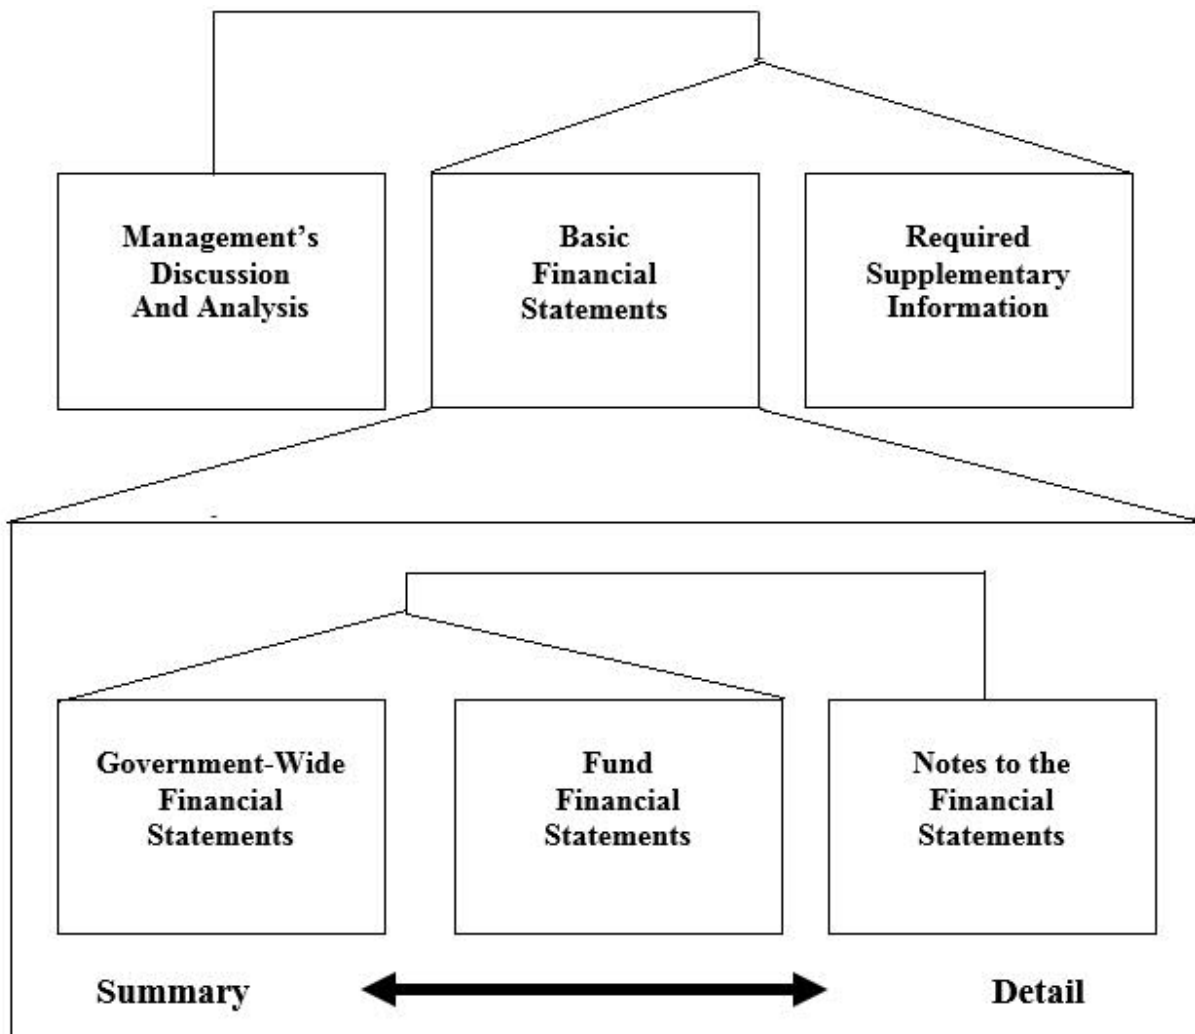 Management’s
Discussion
And Analysis
Basic
Financial
Statements
Required
Supplementary
Information
Government-Wide
Financial
Statements
Fund
Financial
Statements
Notes to the
Financial
Statements
Summary
Detail